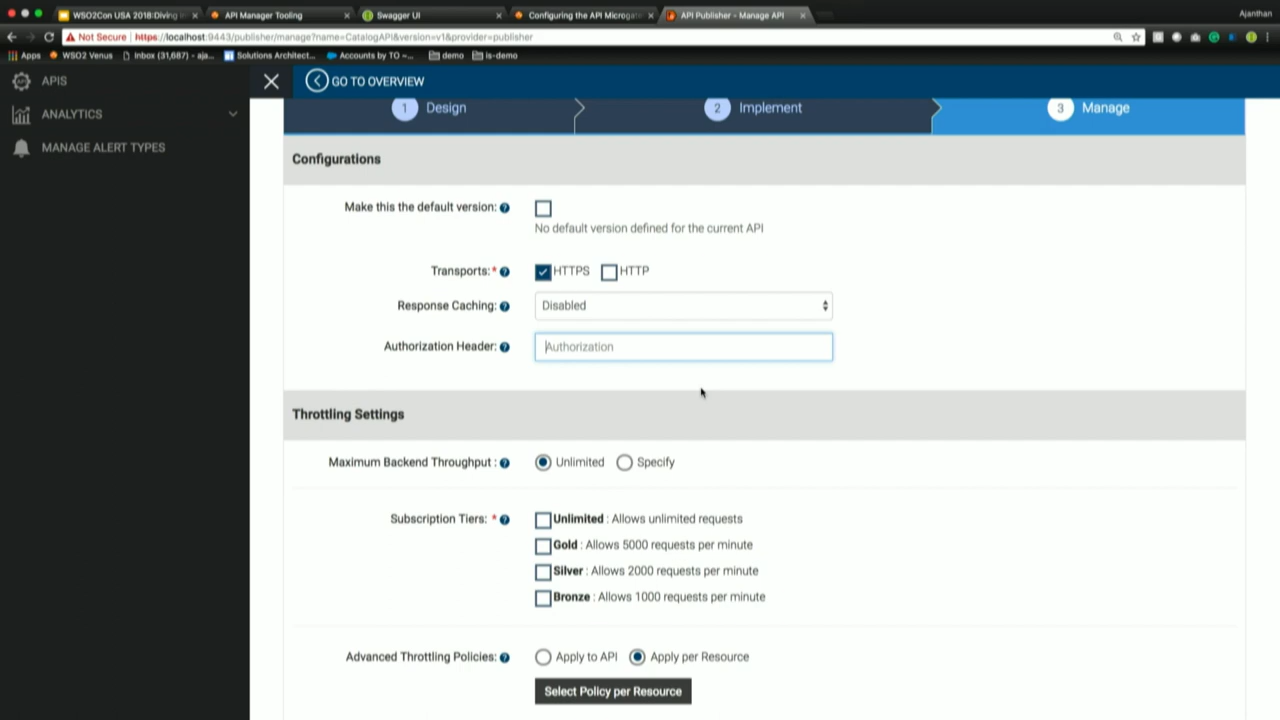 WSO2Con USA 2018:Diving
API Manager Tooling
Swagger UI
Configuring the API Microgate
API Publisher - Manage API
Ajanthan
Not Secure https://localhost:9443/publisher/manage?name=CatalogAPI&version=v1&provider=publisher
Apps WSO2 Venus Inbox (31,687) - aja... Solutions Architect... Accounts by TO –... demo is-demo
APIS
ANALYTICS
MANAGE ALERT TYPES
GO TO OVERVIEW
1 Design 2 Implement 3 Manage
Configurations
Make this the default version:
No default version defined for the current API
Transports:* HTTPS HTTP
Response Caching: Disabled
Authorization Header: Authorization
Throttling Settings
Maximum Backend Throughput : Unlimited Specify
Subscription Tiers: * Unlimited : Allows unlimited requests
Gold : Allows 5000 requests per minute
Silver : Allows 2000 requests per minute
Bronze : Allows 1000 requests per minute
Advanced Throttling Policies: Apply to API Apply per Resource
Select Policy per Resource